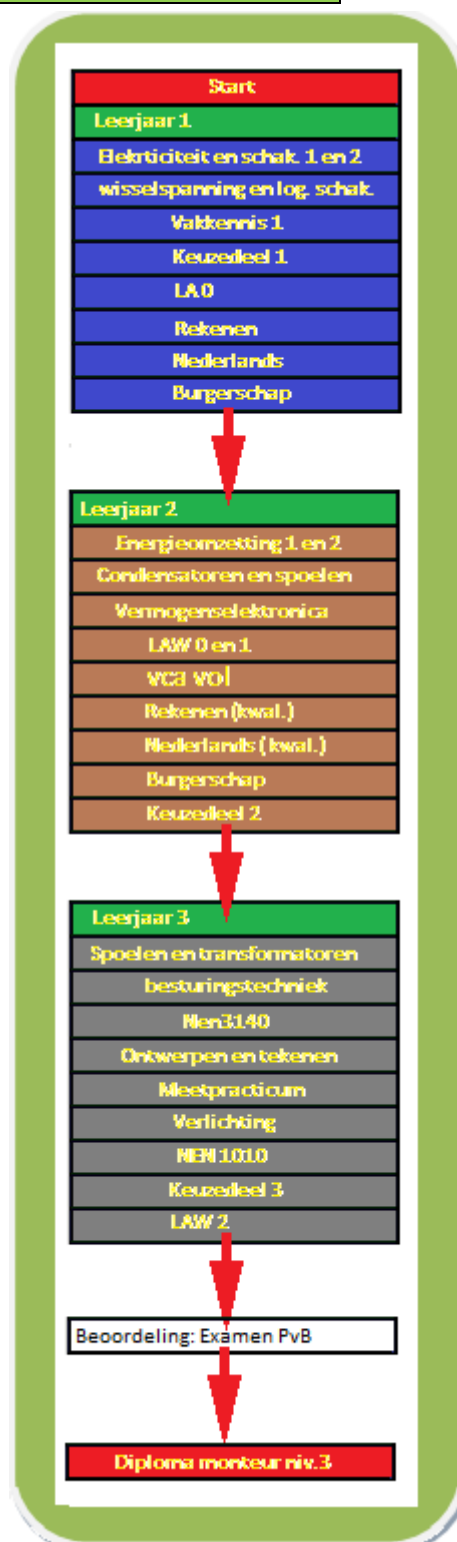 Start
Leerjaar 1
Elekrticiteit en schak. 1 en 2
wisselspanning en log. schak.
Vakkennis 1
Keuzedeel 1
LA 0
Rekenen
Nederlands
Burgerschap
Leerjaar 2
Energieomzetting 1 en 2
Condensatoren en spoelen
Vermogenselektronica
LAW 0 en 1
vca vol
Rekenen (kwal.)
Nederlands ( kwal.)
Burgerschap
Keuzedeel 2
Leerjaar 3
Spoelen en transformatoren
besturingstechniek
Nen3140
Ontwerpen en tekenen
Meetpracticum
Verlichting
NEN 1010
Keuzedeel 3
LAW 2
Beoordeling: Examen PvB
Diploma monteur niv.3